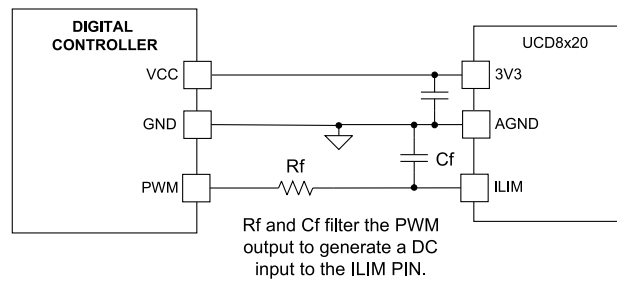 DIGITAL
CONTROLLER
UCD8x20
VCC
3V3
GND
AGND
Rf
Cf
PWM
ILIM
Rf and Cf filter the PWM
output to generate a DC
input to the ILIM PIN.